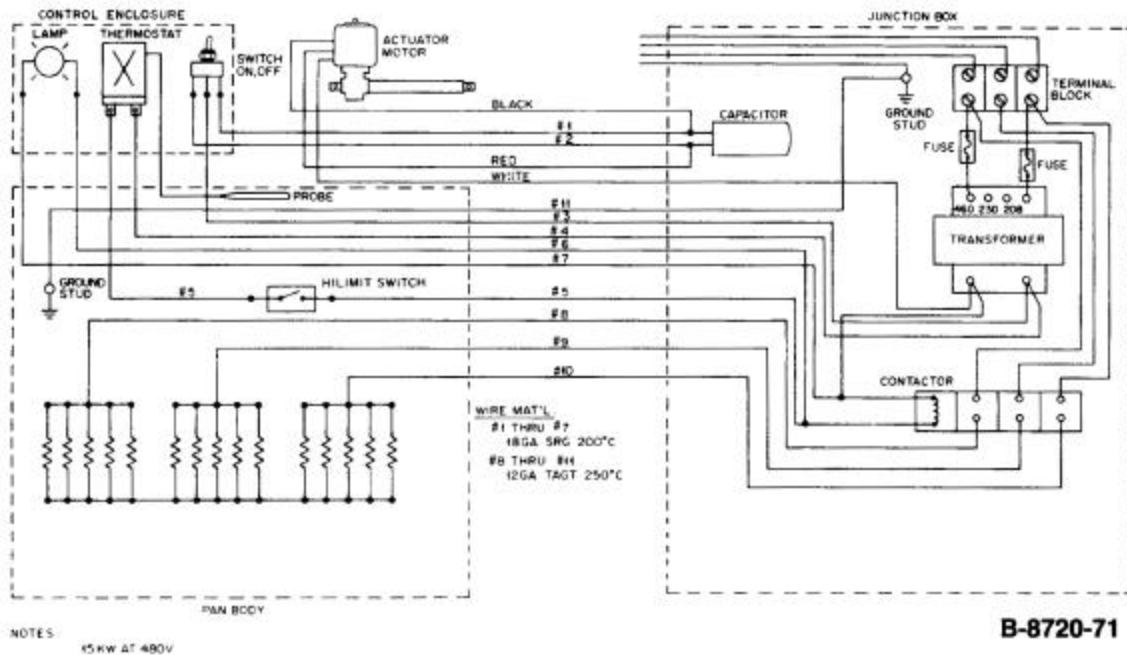 CONTROL ENCLOSURE
LAMP
THERMOSTAT
SWITCH
ON,OFF
ACTUATOR
MOTOR
BLACK
#1
#2
RED
WHITE
CAPACITOR
PROBE
#11
#3
#4
#6
#7
GROUND
STUD
#5
HILIMIT SWITCH
#5
#8
#9
#10
WIRE MAT'L
#1 THRU #7
18GA SRG 200°C
#8 THRU #11
12GA TAGT 250°C
PAN BODY
JUNCTION BOX
TERMINAL
BLOCK
GROUND
STUD
FUSE
FUSE
460 230 208
TRANSFORMER
CONTACTOR
NOTES
15 KW AT 480V
B-8720-71